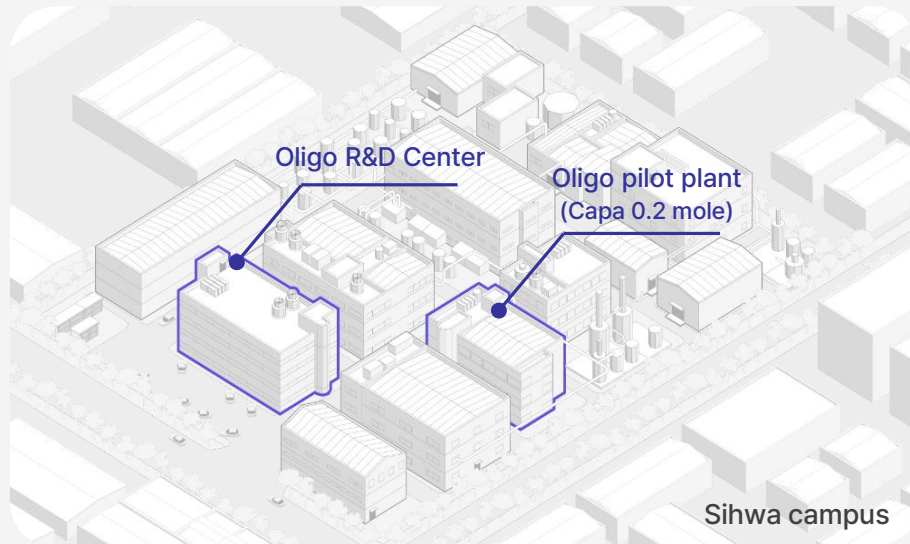 Oligo R&D Center
Oligo pilot plant
(Capa 0.2 mole)
Sihwa campus